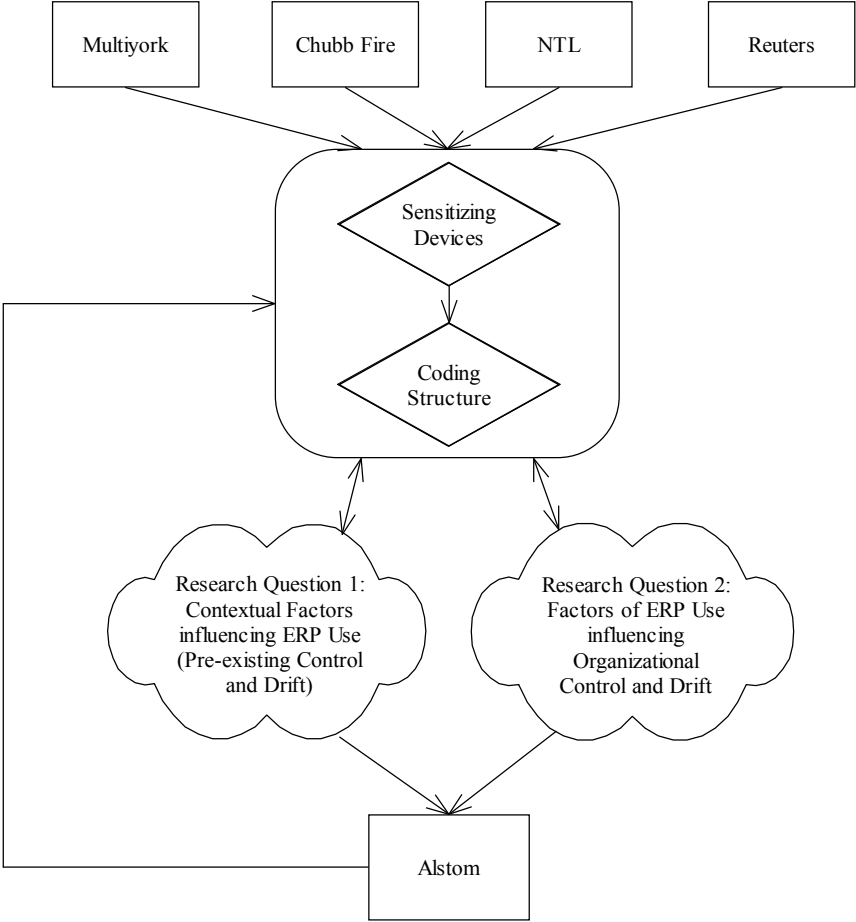 Multiyork
Chubb Fire
NTL
Reuters
Sensitizing
Devices
Coding
Structure
Research Question 1:
Contextual Factors
influencing ERP Use
(Pre-existing Control
and Drift)
Research Question 2:
Factors of ERP Use
influencing
Organizational
Control and Drift
Alstom